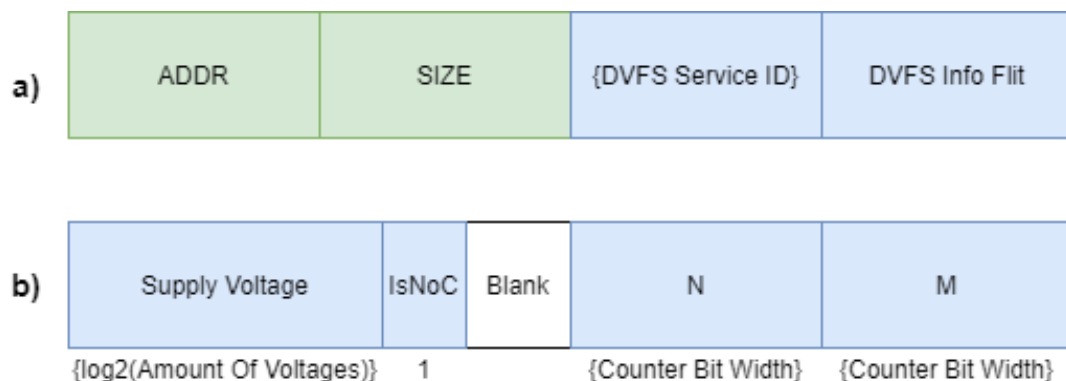 a) ADDR SIZE {DVFS Service ID} DVFS Info Flit
b) Supply Voltage IsNoC Blank N M
{log2(Amount Of Voltages)} 1 {Counter Bit Width} {Counter Bit Width}